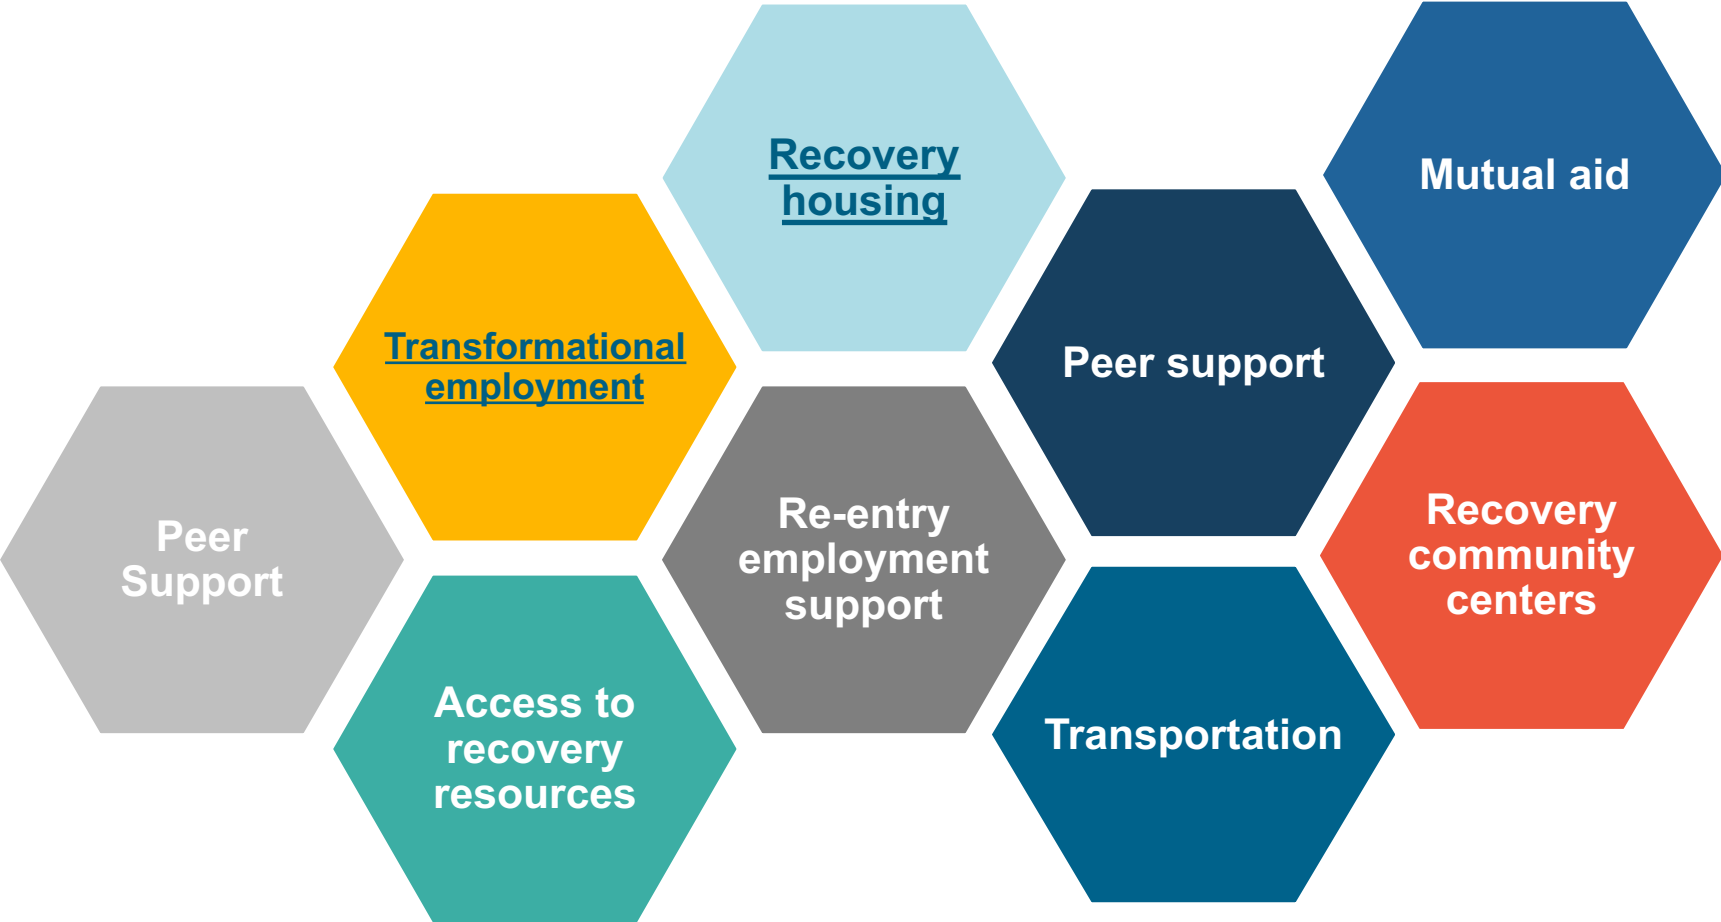 Recovery
housing
Mutual aid
Transformational
employment
Peer support
Peer
Support
Re-entry
employment
support
Recovery
community
centers
Access to
recovery
resources
Transportation